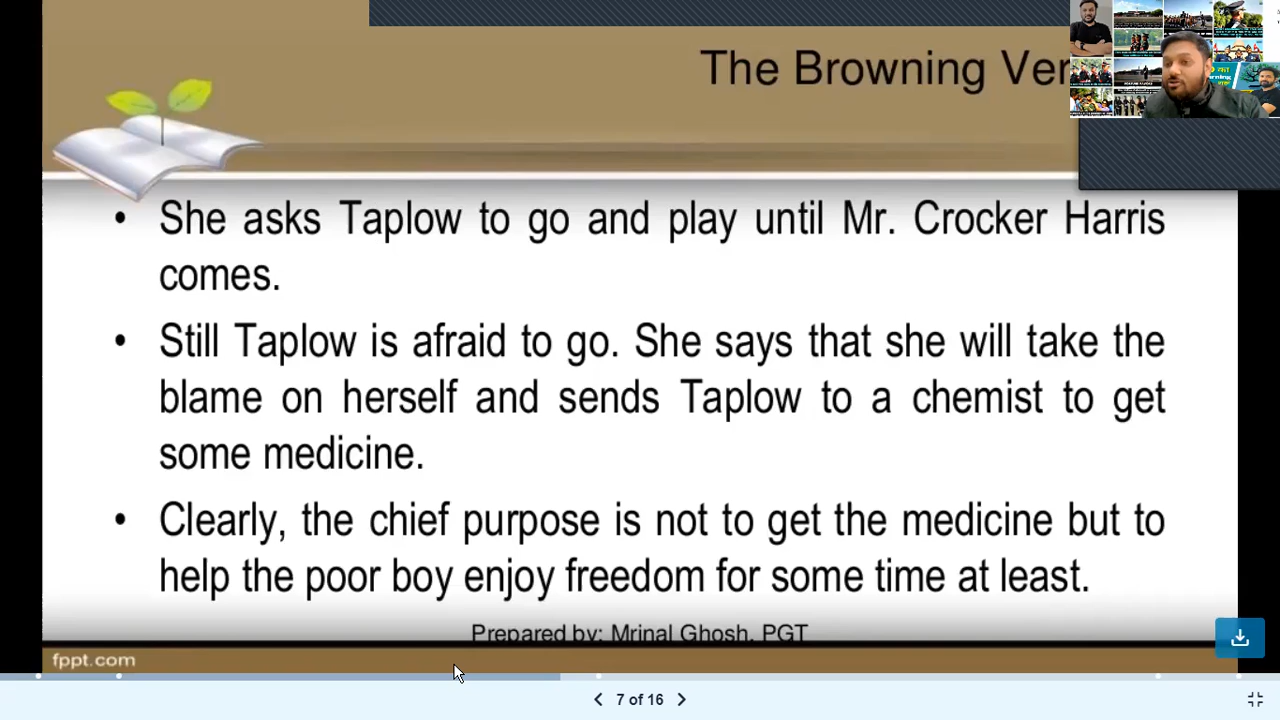 The Browning Ver
• She asks Taplow to go and play until Mr. Crocker Harris
comes.
• Still Taplow is afraid to go. She says that she will take the
blame on herself and sends Taplow to a chemist to get
some medicine.
• Clearly, the chief purpose is not to get the medicine but to
help the poor boy enjoy freedom for some time at least.
Prepared by: Mrinal Ghosh, PGT
fppt.com
7 of 16